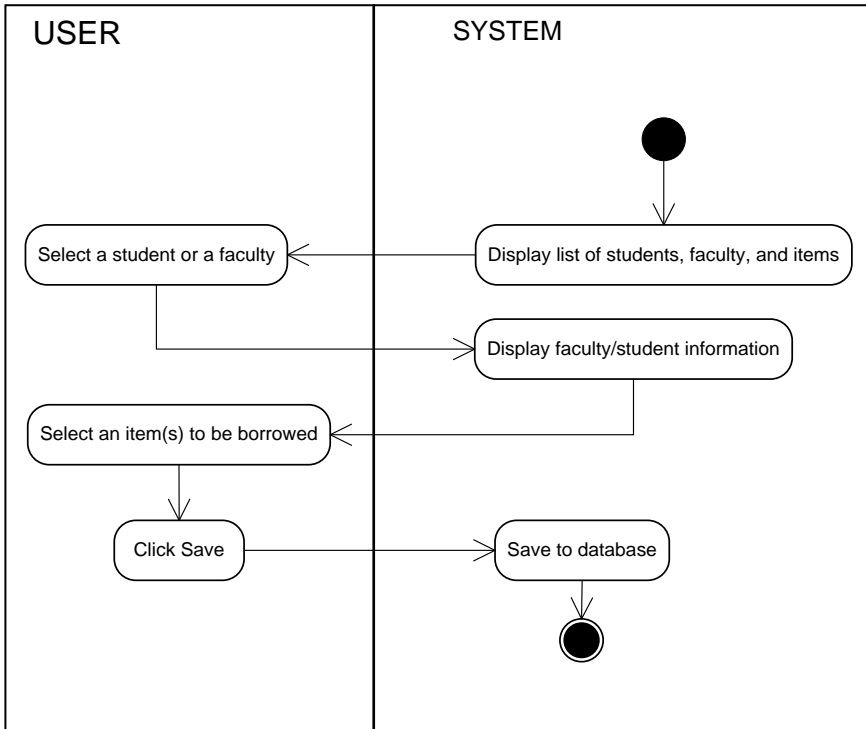 USER
SYSTEM
Select a student or a faculty
Display list of students, faculty, and items
Display faculty/student information
Select an item(s) to be borrowed
Click Save
Save to database